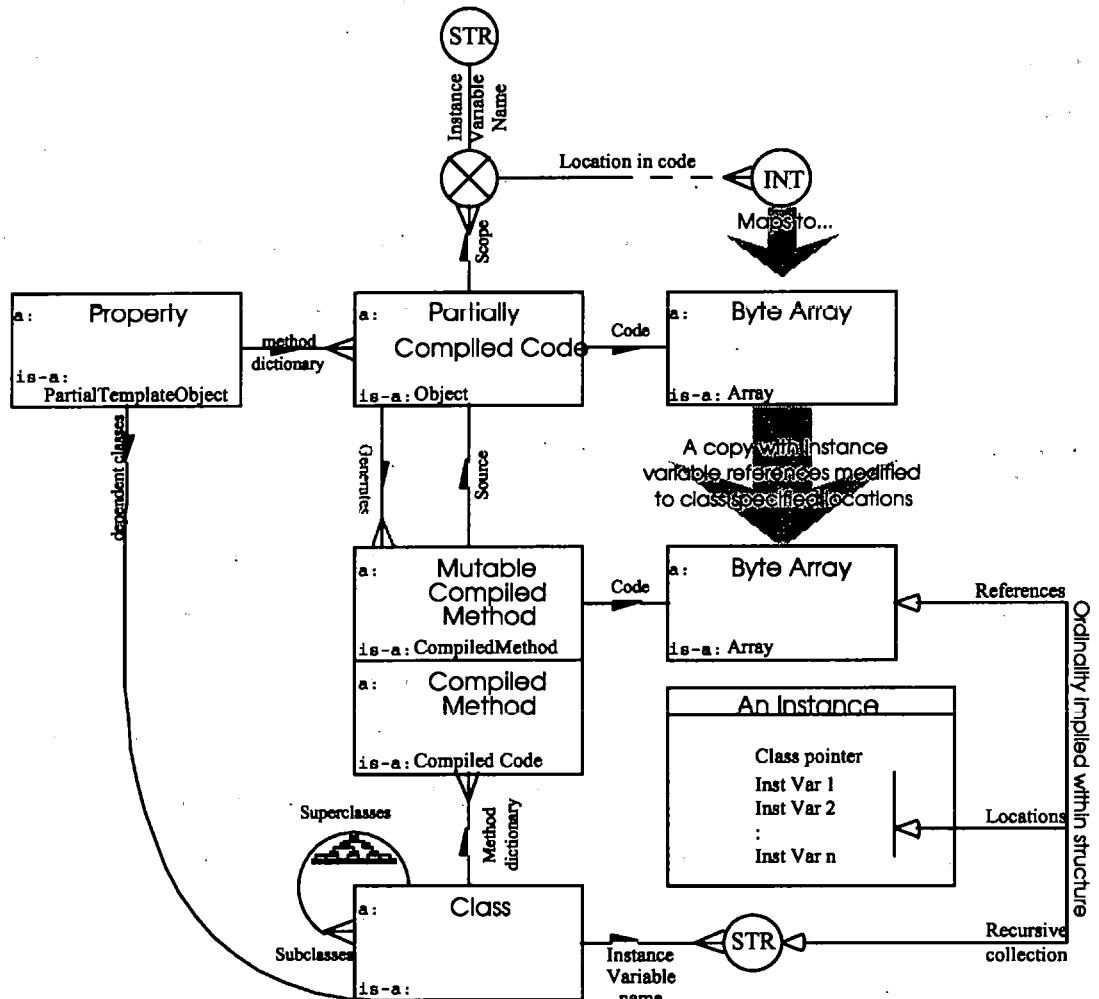 STR
Instance
Variable
Name
Location in code
INT
Maps to...
Scope
a: Property
is-a:
PartialTemplateObject
method
dictionary
a: Partially
Compiled Code
is-a: Object
Code
a: Byte Array
is-a: Array
dependent classes
Generates
Source
A copy with instance
variable references modified
to class specified locations
a: Mutable
Compiled
Method
is-a: CompiledMethod
Code
a: Byte Array
is-a: Array
References
a: Compiled
Method
is-a: Compiled Code
An Instance
Class pointer
Inst Var 1
Inst Var 2
:
Inst Var n
Locations
Ordinality implied within structure
Superclasses
Method
dictionary
Subclasses
a: Class
is-a:
Instance
Variable
name
STR
Recursive
collection